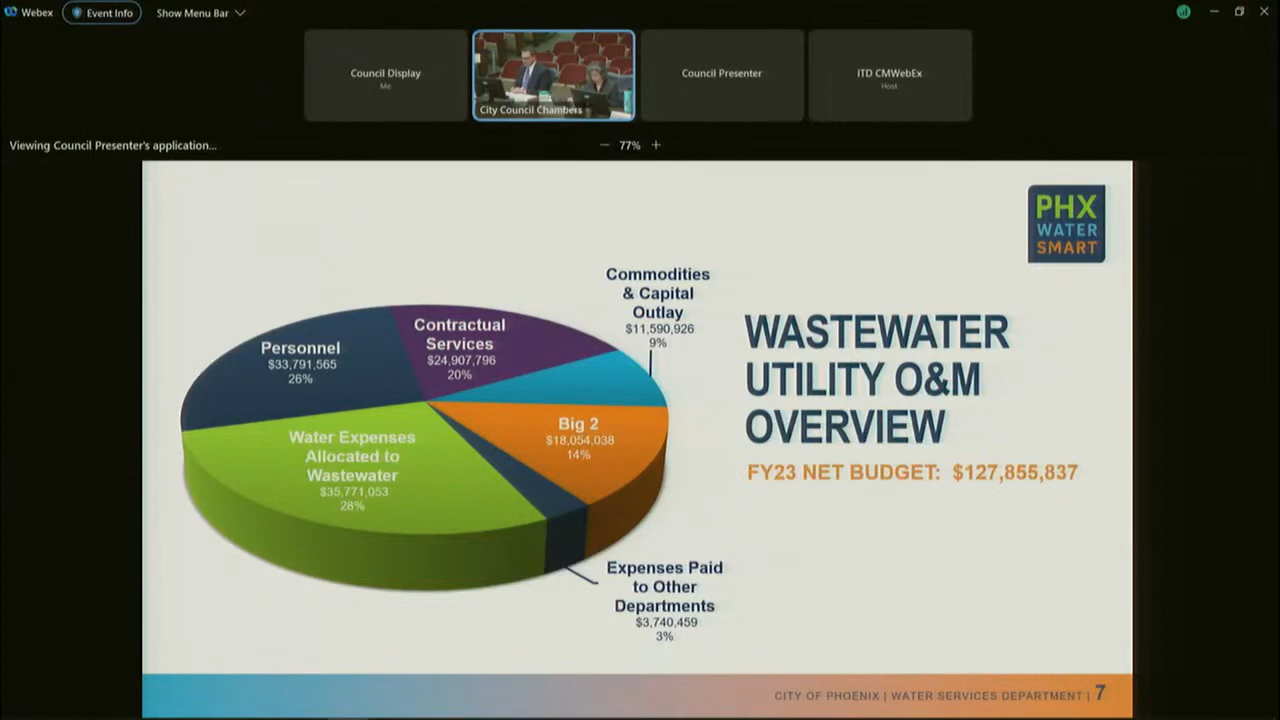 Webex
Event Info
Show Menu Bar
Council Display
Me
City Council Chambers
Council Presenter
ITD CMWebEx
Host
Viewing Council Presenter's application...
77%
PHX
WATER
SMART
Commodities
& Capital
Outlay
$11,590,926
9%
Contractual
Services
$24,907,796
20%
Personnel
$33,791,565
26%
WASTEWATER
UTILITY O&M
OVERVIEW
FY23 NET BUDGET: $127,855,837
Big 2
$18,054,038
14%
Water Expenses
Allocated to
Wastewater
$35,771,053
28%
Expenses Paid
to Other
Departments
$3,740,459
3%
CITY OF PHOENIX | WATER SERVICES DEPARTMENT | 7